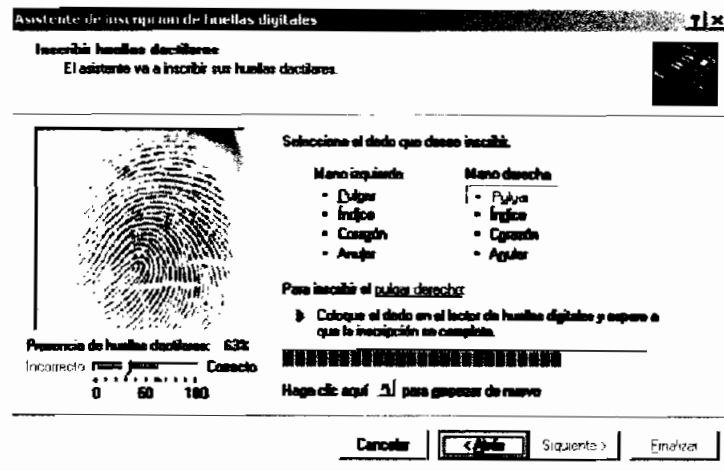 Asistente de inscripción de huellas digitales
Inscribir huellas dactilares
El asistente va a inscribir sus huellas dactilares.
Seleccione el dedo que desee inscribir.
Mano izquierda
Mano derecha
Pulgar
Pulgar
Índice
Índice
Corazón
Corazón
Anular
Anular
Para inscribir el pulgar derecho:
Coloque el dedo en el lector de huellas digitales y espere a
que la inscripción se complete.
Presencia de huellas dactilares: 63%
Incorrecto
Correcto
0 50 100
Haga clic aquí para empezar de nuevo
Cancelar
< Atrás
Siguiente >
Finalizar